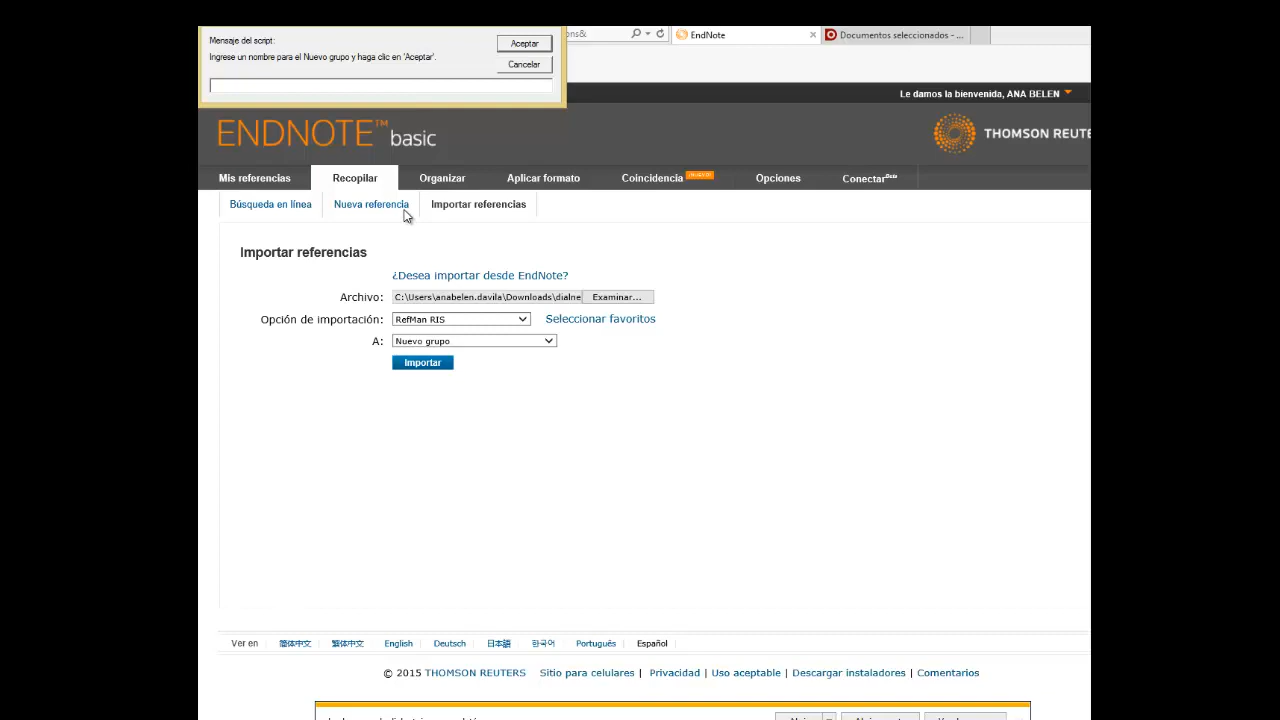 Mensaje del script:
Aceptar
Ingrese un nombre para el Nuevo grupo y haga clic en 'Aceptar'.
Cancelar
ons&
EndNote
Documentos seleccionados - ...
Le damos la bienvenida, ANA BELEN
ENDNOTE™ basic
THOMSON REUTE
Mis referencias Recopilar Organizar Aplicar formato Coincidencia ¡NUEVO! Opciones Conectar Beta
Búsqueda en línea Nueva referencia Importar referencias
Importar referencias
¿Desea importar desde EndNote?
Archivo: C:\Users\anabelen.davila\Downloads\dialne Examinar...
Opción de importación: RefMan RIS Seleccionar favoritos
A: Nuevo grupo
Importar
Ver en 简体中文 繁体中文 English Deutsch 日本語 한국어 Português Español
© 2015 THOMSON REUTERS Sitio para celulares | Privacidad | Uso aceptable | Descargar instaladores | Comentarios